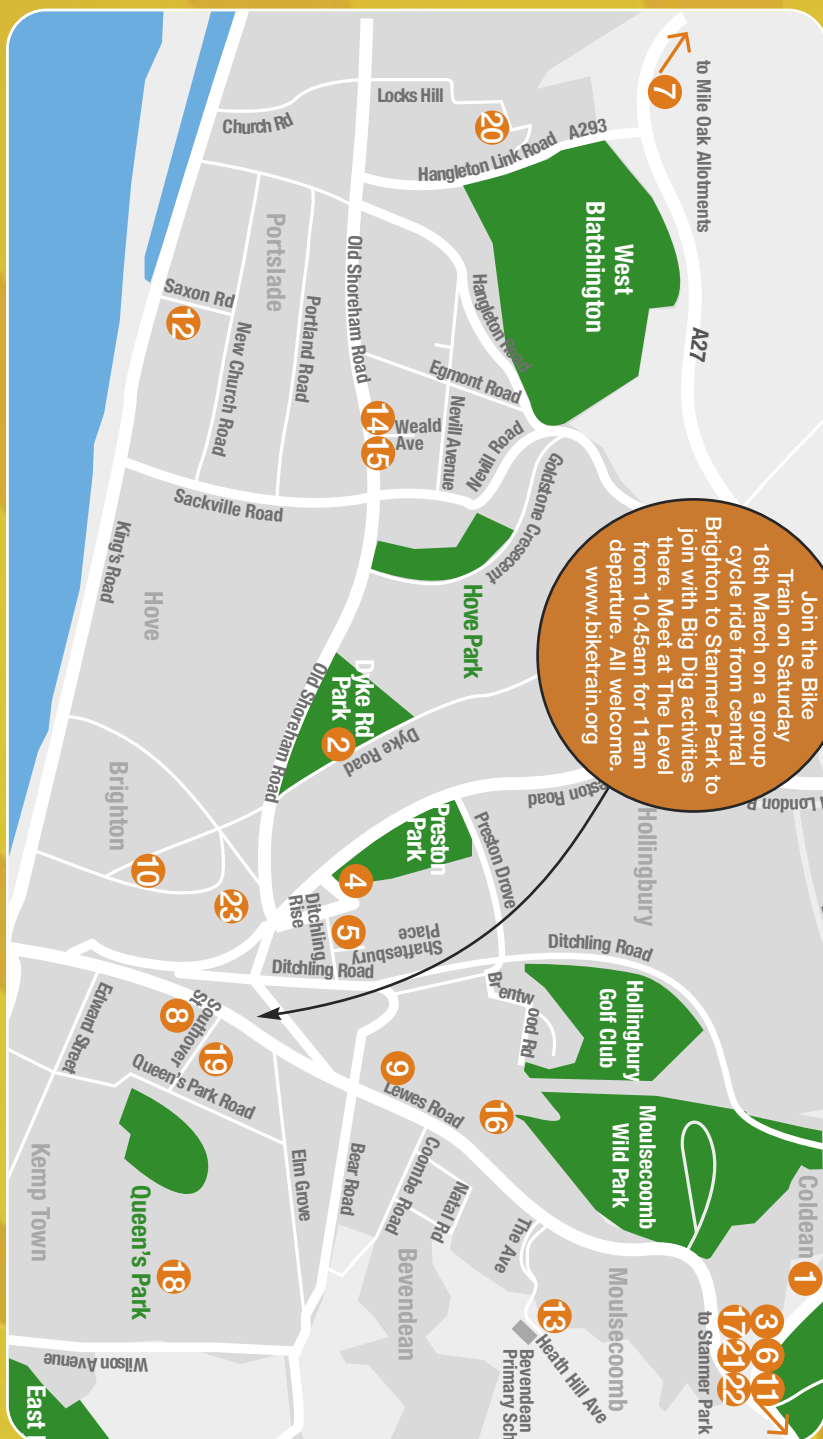 Join the Bike
Train on Saturday
16th March on a group
cycle ride from central
Brighton to Stanmer Park to
join with Big Dig activities
there. Meet at The Level
from 10.45am for 11am
departure. All welcome.
www.biketrain.org
to Mile Oak Allotments
7
A27
A293
Hangleton Link Road
Locks Hill
20
Church Rd
West
Blatchington
Portslade
Saxon Rd
12
New Church Road
Portland Road
Old Shoreham Road
Hangleton Road
Egmont Road
Nevill Avenue
Nevill Road
Weald
Ave
14
15
Goldstone Crescent
Sackville Road
King's Road
Hove
Hove Park
Dyke Rd
Park
2
Dyke Road
Old Shoreham Road
Brighton
10
23
Preston
Park
4
5
Ditchling
Rise
Shaftesbury
Place
Ditchling Road
Preston Drove
eston Road
London R
Hollingbury
Ditchling Road
Brentwood Rd
Hollingbury
Golf Club
Moulsecoomb
Wild Park
Coldean
1
3 6 11
17 21 22
to Stanmer Park
Edward Street
Southover
St
8
19
Queen's Park Road
9
Lewes Road
16
Elm Grove
Bear Road
Coombe Road
Natal Rd
The Ave
Moulsecoomb
13
Heath Hill Ave
Bevendean
Primary Sch
Bevendean
Kemp Town
Queen's Park
18
Wilson Avenue
East